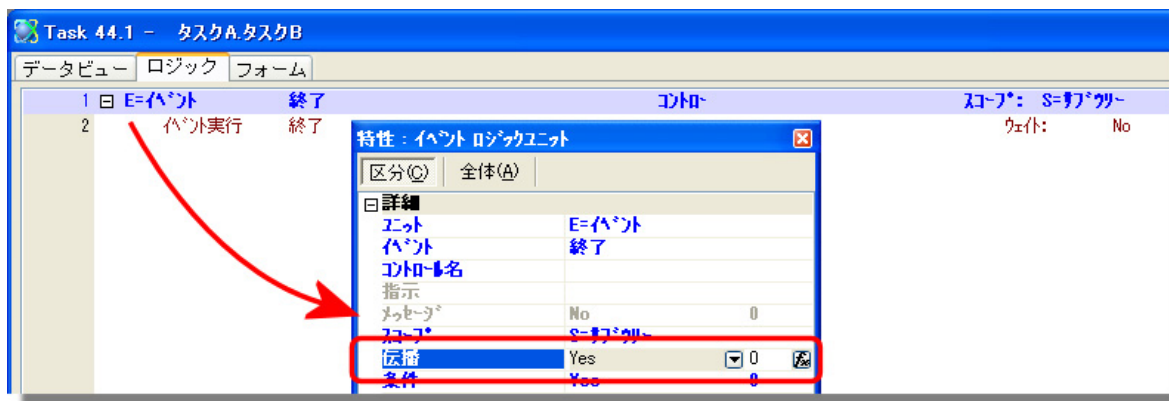 Task 44.1 - タスクA.タスクB
データビュー ロジック フォーム
1 E=イベント 終了 コントロー スコープ: S=サブツリー
2 イベント実行 終了 ウェイト: No
特性:イベント ロジックユニット
区分(C) 全体(A)
詳細
ユニット E=イベント
イベント 終了
コントロール名
指示
メッセージ No 0
スコープ S=サブツリー
伝播 Yes 0
条件 Yes 0